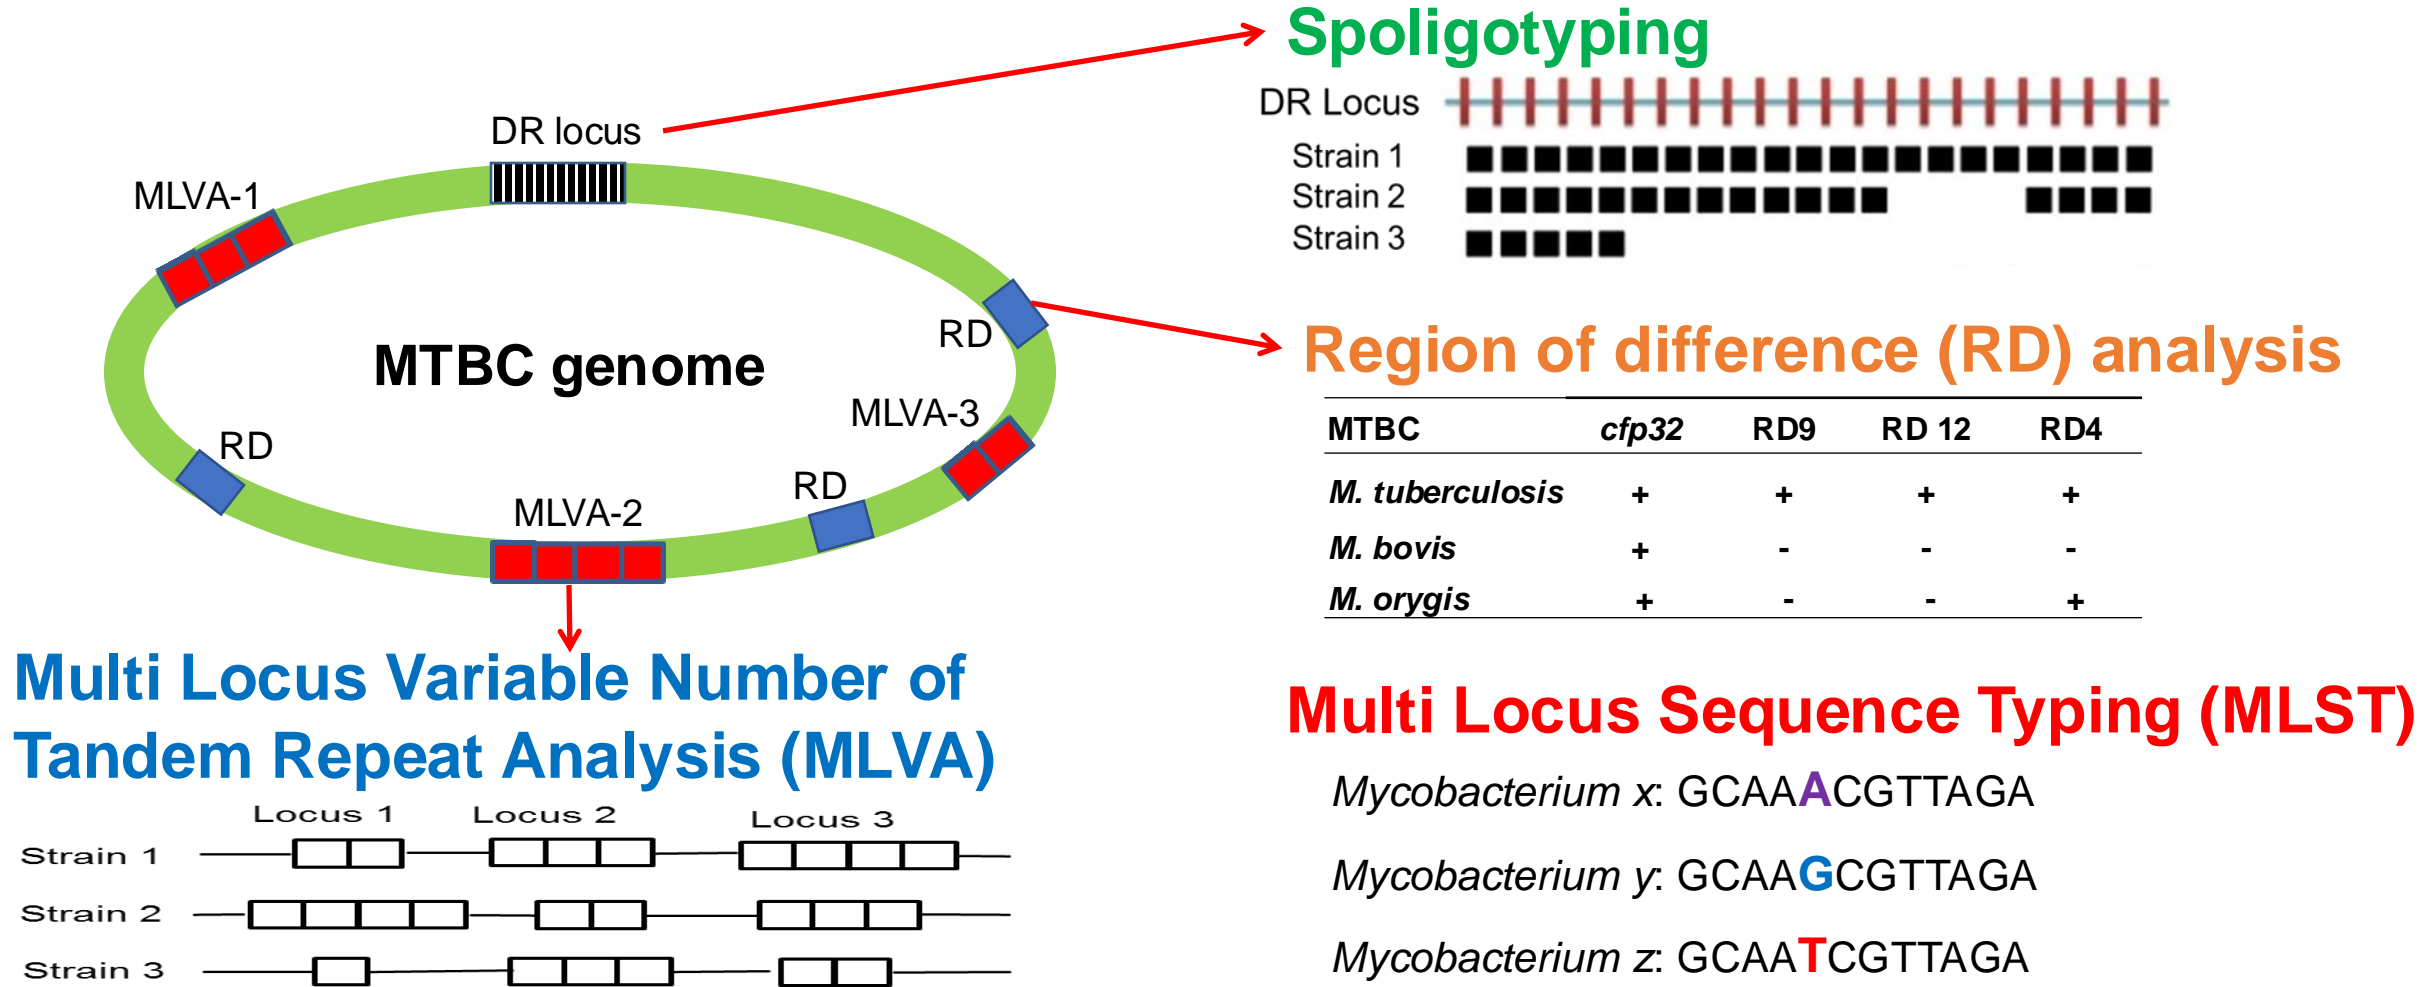 DR locus
MLVA-1
RD
MTBC genome
MLVA-3
RD
RD
MLVA-2
Spoligotyping
DR Locus
Strain 1
Strain 2
Strain 3
Region of difference (RD) analysis
MTBC cfp32 RD9 RD 12 RD4
M. tuberculosis + + + +
M. bovis + - - -
M. orygis + - - +
Multi Locus Variable Number of
Tandem Repeat Analysis (MLVA)
Locus 1 Locus 2 Locus 3
Strain 1
Strain 2
Strain 3
Multi Locus Sequence Typing (MLST)
Mycobacterium x: GCAAACGTTAGA
Mycobacterium y: GCAAGCGTTAGA
Mycobacterium z: GCAATCGTTAGA